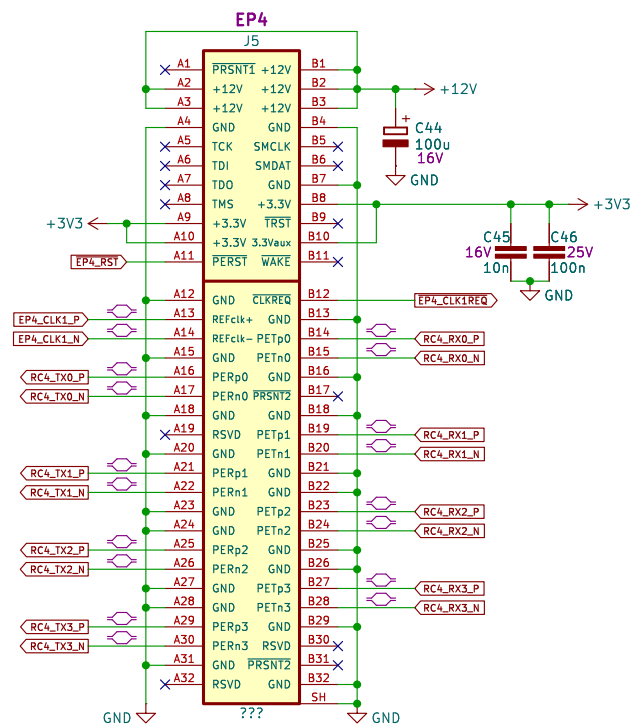 EP4
J5
A1 PRSNT1 +12V B1
A2 +12V +12V B2
+12V
A3 +12V +12V B3
A4 GND GND B4
+ C44
100u
16V
GND
A5 TCK SMCLK B5
A6 TDI SMDAT B6
A7 TDO GND B7
A8 TMS +3.3V B8
+3V3
+3V3 A9 +3.3V TRST B9
A10 +3.3V 3.3Vaux B10
C45 C46
16V 25V
10n 100n
GND
EP4_RST A11 PERST WAKE B11
A12 GND CLKREQ B12 EP4_CLK1REQ
EP4_CLK1_P A13 REFclk+ GND B13
EP4_CLK1_N A14 REFclk- PETp0 B14 RC4_RX0_P
A15 GND PETn0 B15 RC4_RX0_N
RC4_TX0_P A16 PERp0 GND B16
RC4_TX0_N A17 PERn0 PRSNT2 B17
A18 GND GND B18
A19 RSVD PETp1 B19 RC4_RX1_P
A20 GND PETn1 B20 RC4_RX1_N
RC4_TX1_P A21 PERp1 GND B21
RC4_TX1_N A22 PERn1 GND B22
A23 GND PETp2 B23 RC4_RX2_P
A24 GND PETn2 B24 RC4_RX2_N
RC4_TX2_P A25 PERp2 GND B25
RC4_TX2_N A26 PERn2 GND B26
A27 GND PETp3 B27 RC4_RX3_P
A28 GND PETn3 B28 RC4_RX3_N
RC4_TX3_P A29 PERp3 GND B29
RC4_TX3_N A30 PERn3 RSVD B30
A31 GND PRSNT2 B31
A32 RSVD GND B32
SH
GND ??? GND